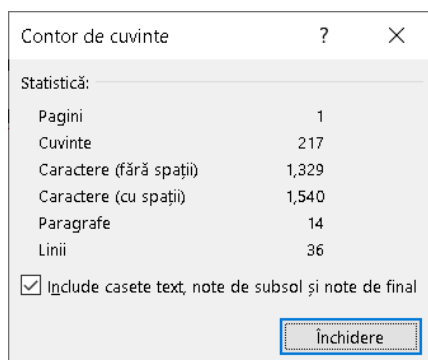 Contor de cuvinte ?
Statistică:
Pagini 1
Cuvinte 217
Caractere (fără spații) 1,329
Caractere (cu spații) 1,540
Paragrafe 14
Linii 36
Include casete text, note de subsol și note de final
Închidere